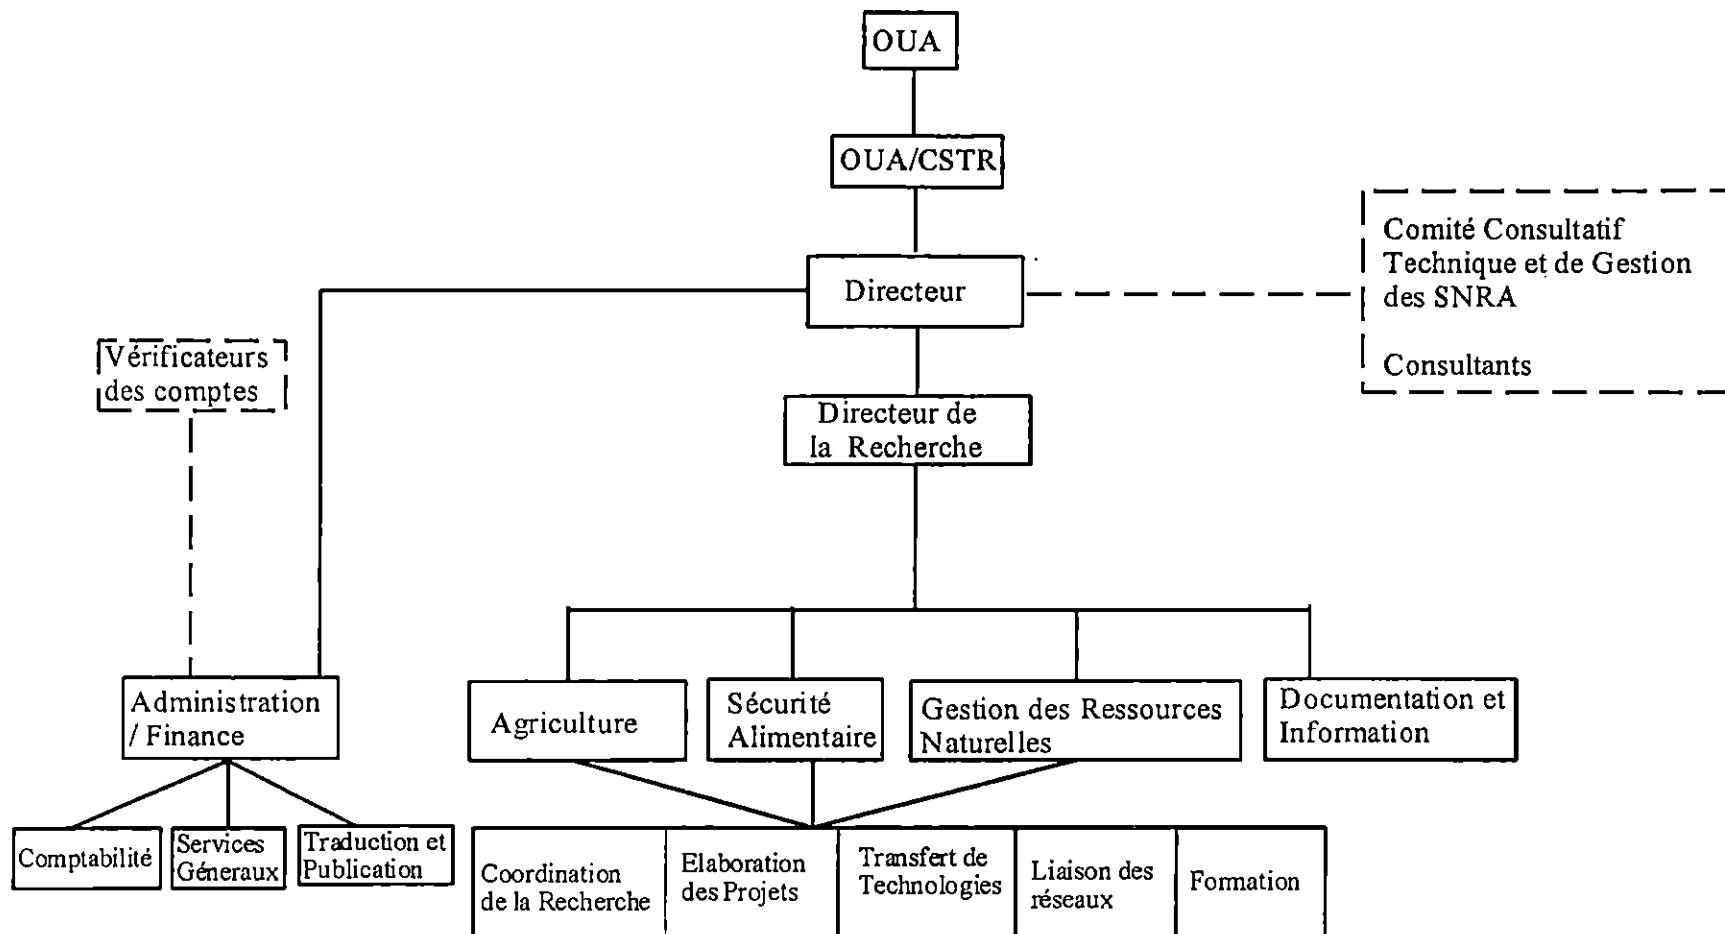 OUA
OUA/CSTR
Comité Consultatif
Technique et de Gestion
des SNRA
Consultants
Directeur
Vérificateurs
des comptes
Directeur de
la Recherche
Administration
/ Finance
Agriculture
Sécurité
Alimentaire
Gestion des Ressources
Naturelles
Documentation et
Information
Comptabilité
Services
Géneraux
Traduction et
Publication
Coordination
de la Recherche
Elaboration
des Projets
Transfert de
Technologies
Liaison des
réseaux
Formation